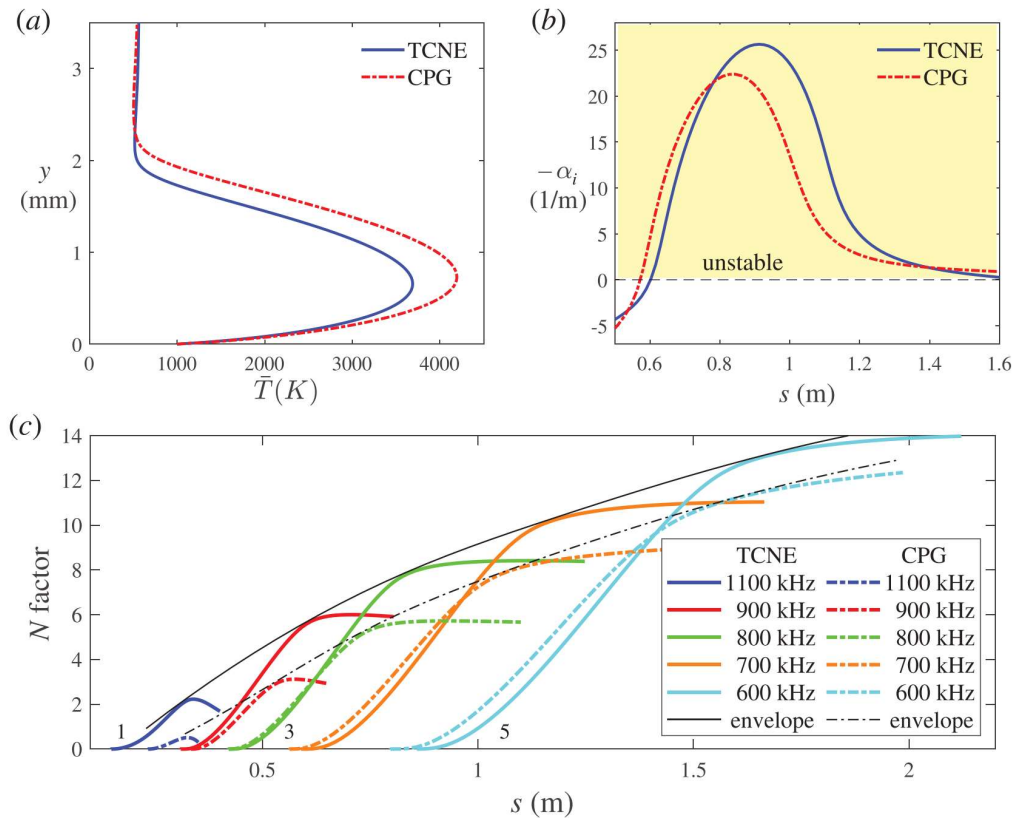 (a)
TCNE
CPG
y
(mm)
3
2
1
0
0 1000 2000 3000 4000
T̄(K)
(b)
TCNE
CPG
−αᵢ
(1/m)
25
20
15
10
5
0
-5
unstable
0.6 0.8 1 1.2 1.4 1.6
s (m)
(c)
N factor
14
12
10
8
6
4
2
0
1 3 5
0.5 1 1.5 2
s (m)
TCNE CPG
1100 kHz 1100 kHz
900 kHz 900 kHz
800 kHz 800 kHz
700 kHz 700 kHz
600 kHz 600 kHz
envelope envelope